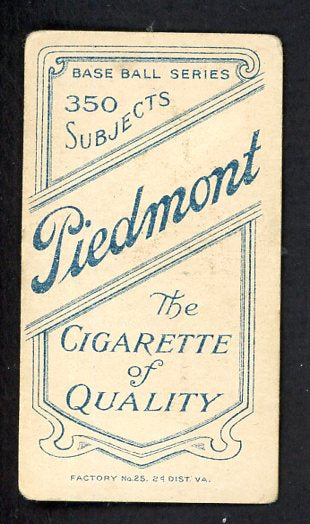 BASE BALL SERIES
350
SUBJECTS
Piedmont
The
CIGARETTE
of
QUALITY
FACTORY No. 25. 2d DIST. VA.